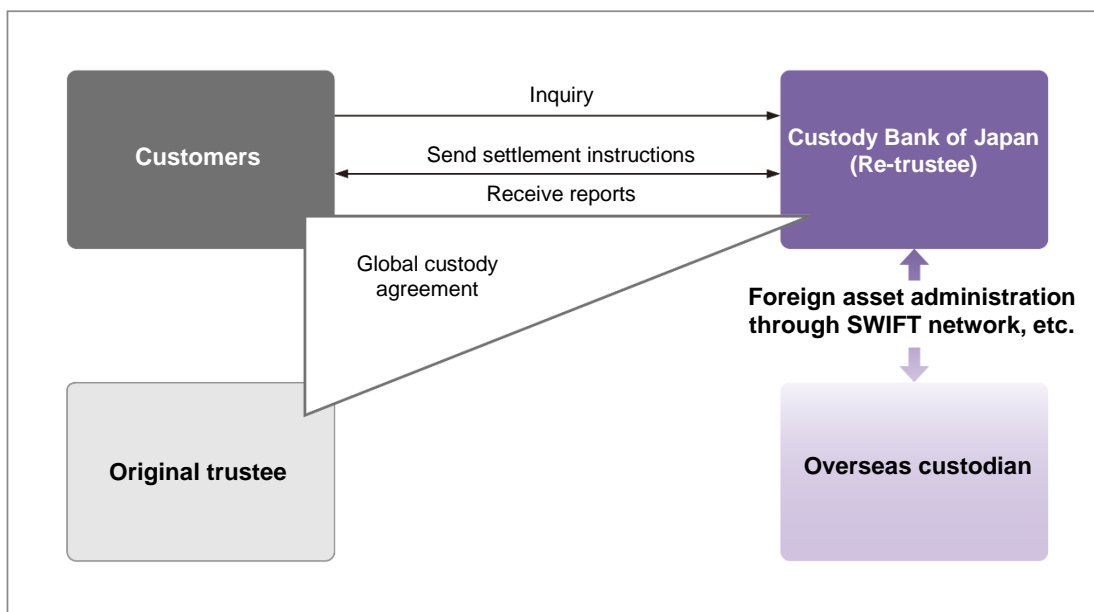 Inquiry
Customers
Custody Bank of Japan
(Re-trustee)
Send settlement instructions
Receive reports
Global custody
agreement
Foreign asset administration
through SWIFT network, etc.
Original trustee
Overseas custodian